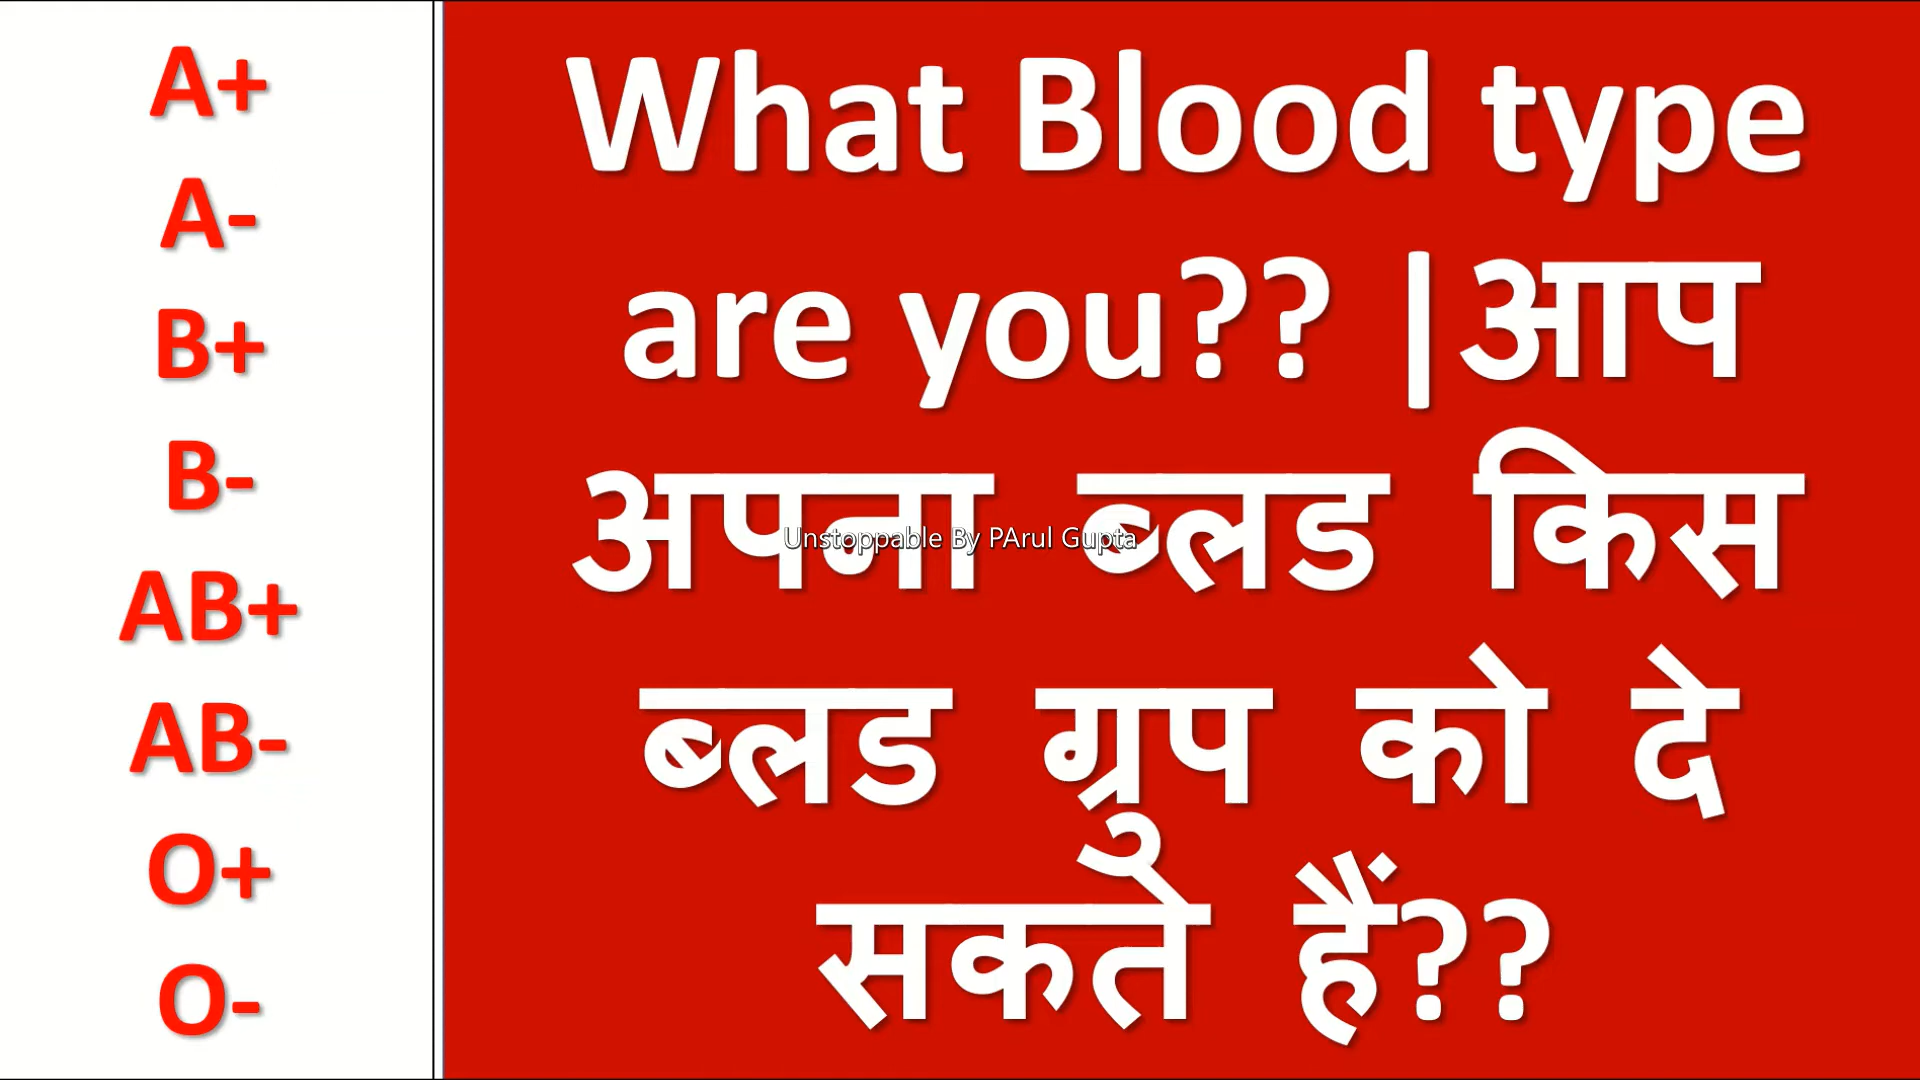 A+
A-
B+
B-
AB+
AB-
O+
O-
What Blood type
are you?? |आप
अपना ब्लड किस
ब्लड ग्रुप को दे
सकते हैं??
Unstoppable By PArul Gupta